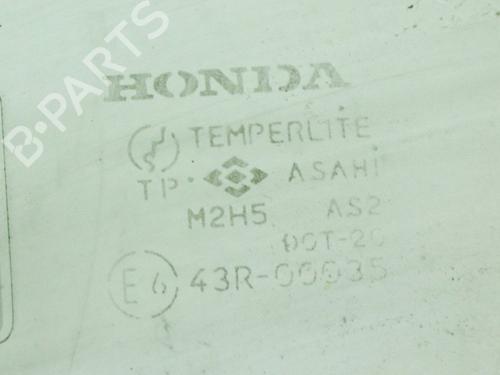 B-PARTS
HONDA
TEMPERLITE
TP· ASAHI
M2H5 AS2
DOT-20
E6 43R-00035